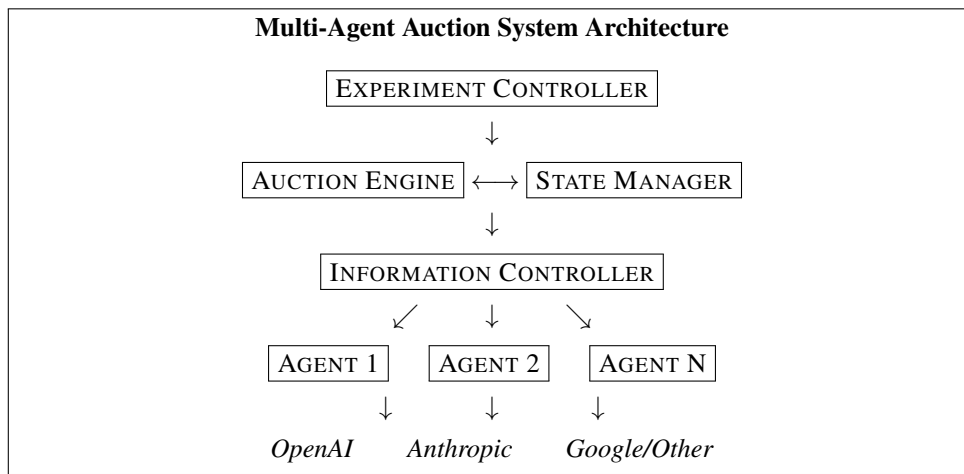 Multi-Agent Auction System Architecture
EXPERIMENT CONTROLLER
↓
AUCTION ENGINE ⟷ STATE MANAGER
↓
INFORMATION CONTROLLER
↙ ↓ ↘
AGENT 1 AGENT 2 AGENT N
↓ ↓ ↓
OpenAI Anthropic Google/Other